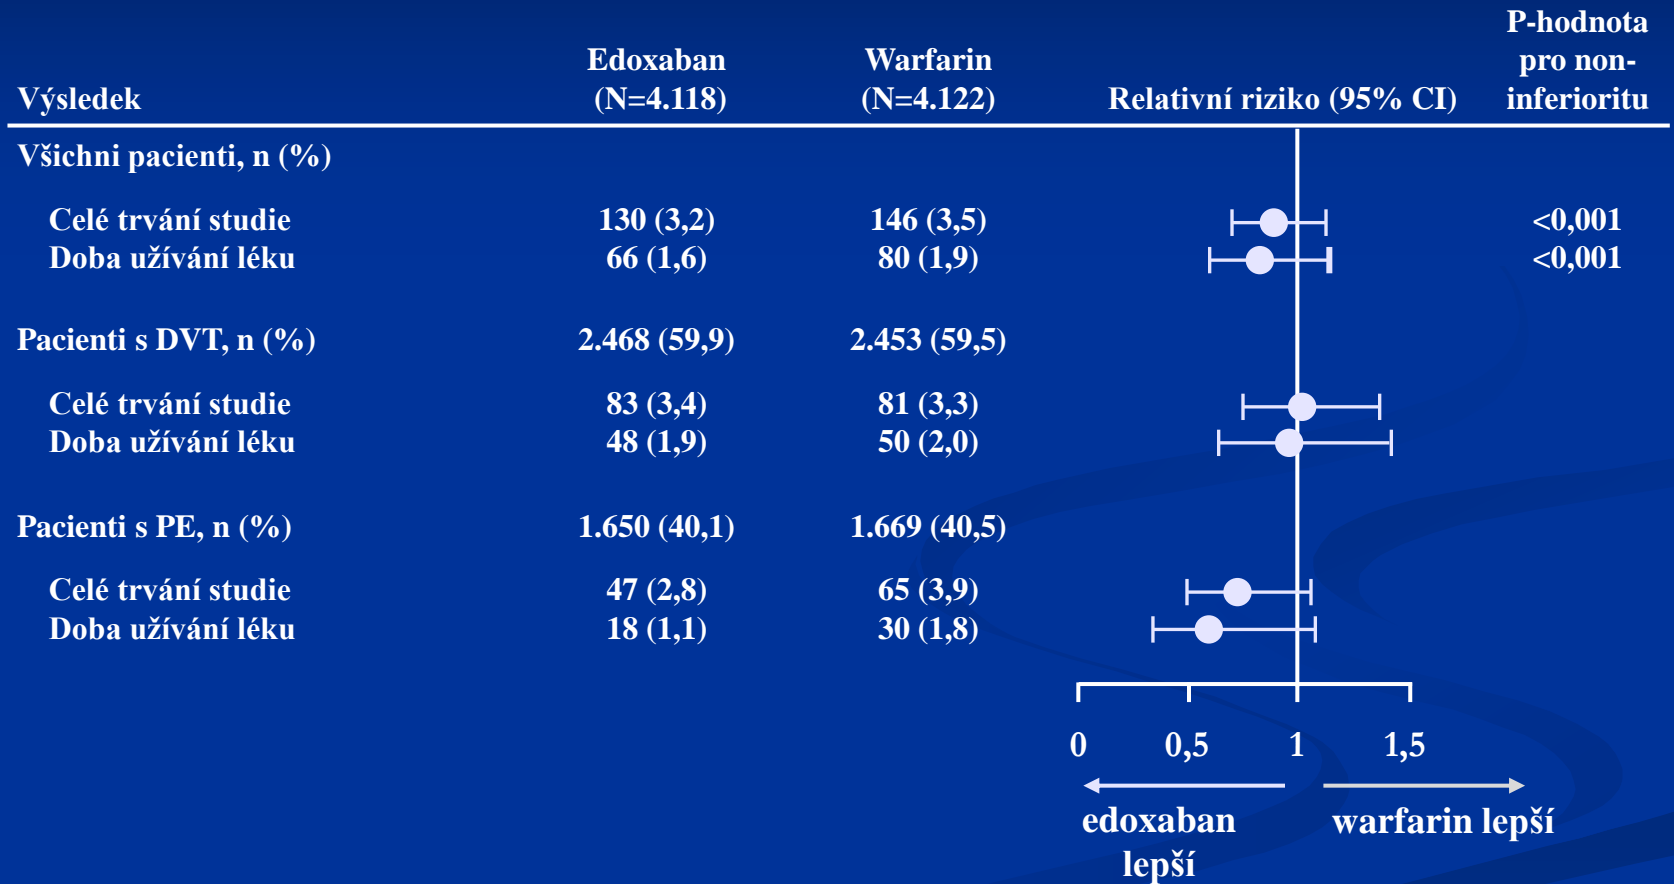 P-hodnota
Edoxaban Warfarin pro non-
Výsledek (N=4.118) (N=4.122) Relativní riziko (95% CI) inferioritu
Všichni pacienti, n (%)
Celé trvání studie 130 (3,2) 146 (3,5) <0,001
Doba užívání léku 66 (1,6) 80 (1,9) <0,001
Pacienti s DVT, n (%) 2.468 (59,9) 2.453 (59,5)
Celé trvání studie 83 (3,4) 81 (3,3)
Doba užívání léku 48 (1,9) 50 (2,0)
Pacienti s PE, n (%) 1.650 (40,1) 1.669 (40,5)
Celé trvání studie 47 (2,8) 65 (3,9)
Doba užívání léku 18 (1,1) 30 (1,8)
0 0,5 1 1,5
edoxaban warfarin lepší
lepší